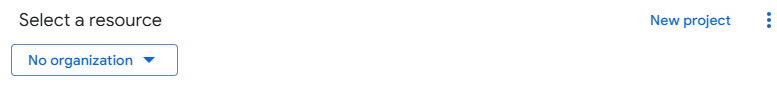 Select a resource
New project
No organization